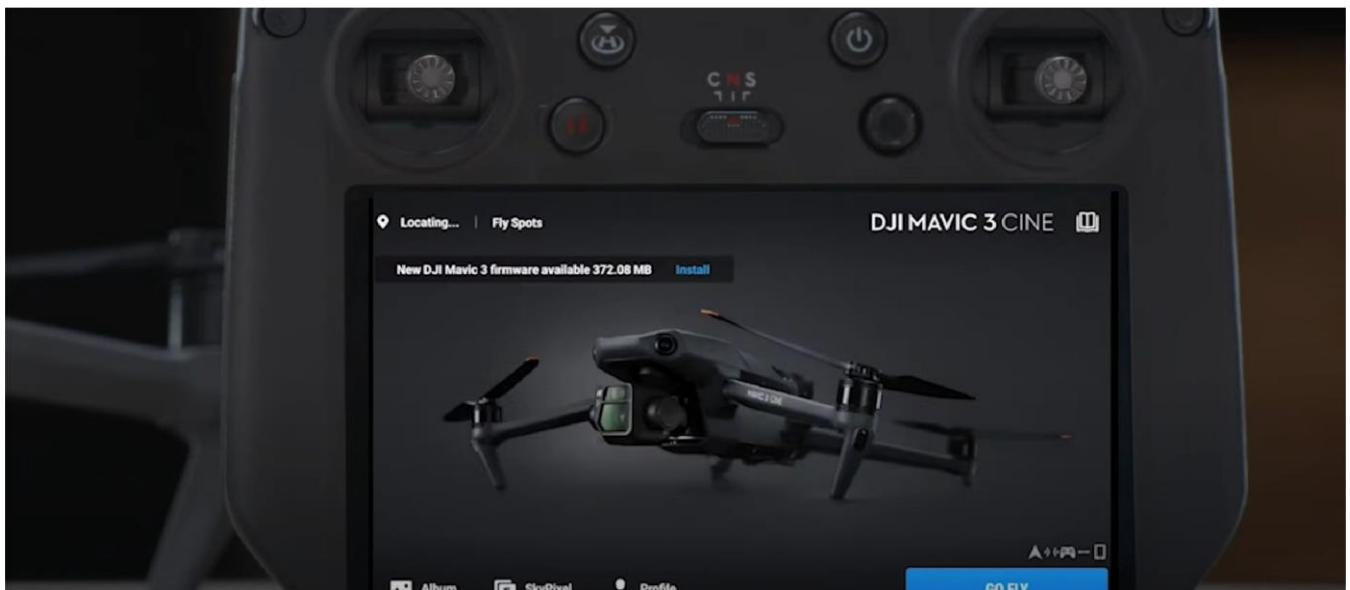 C N S
Locating... | Fly Spots
DJI MAVIC 3 CINE
New DJI Mavic 3 firmware available 372.08 MB Install
MAVIC 3 CINE
Album SkyPixel Profile
GO FLY